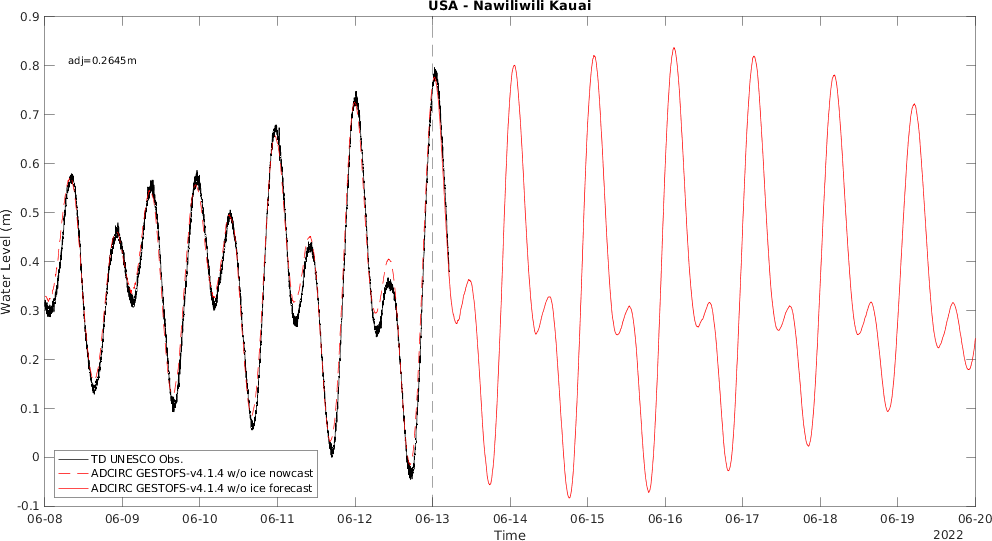 USA - Nawiliwili Kauai
0.9
0.8
0.7
0.6
0.5
0.4
0.3
0.2
0.1
0
-0.1
Water Level (m)
adj=0.2645m
TD UNESCO Obs.
ADCIRC GESTOFS-v4.1.4 w/o ice nowcast
ADCIRC GESTOFS-v4.1.4 w/o ice forecast
06-08 06-09 06-10 06-11 06-12 06-13 06-14 06-15 06-16 06-17 06-18 06-19 06-20
Time
2022